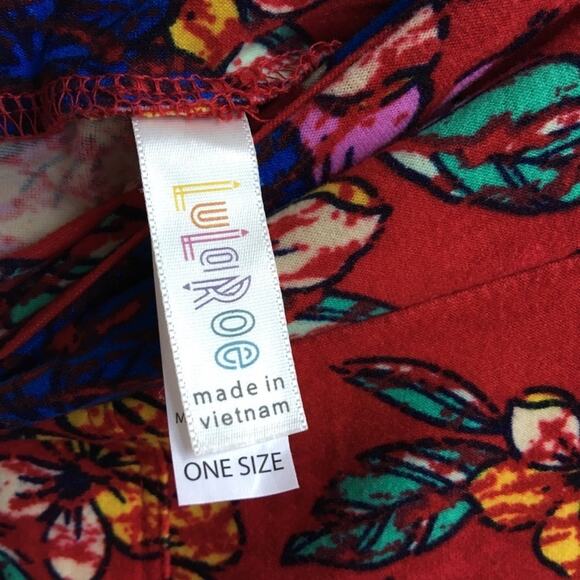 LuLaRoe
made in
vietnam
M
ONE SIZE